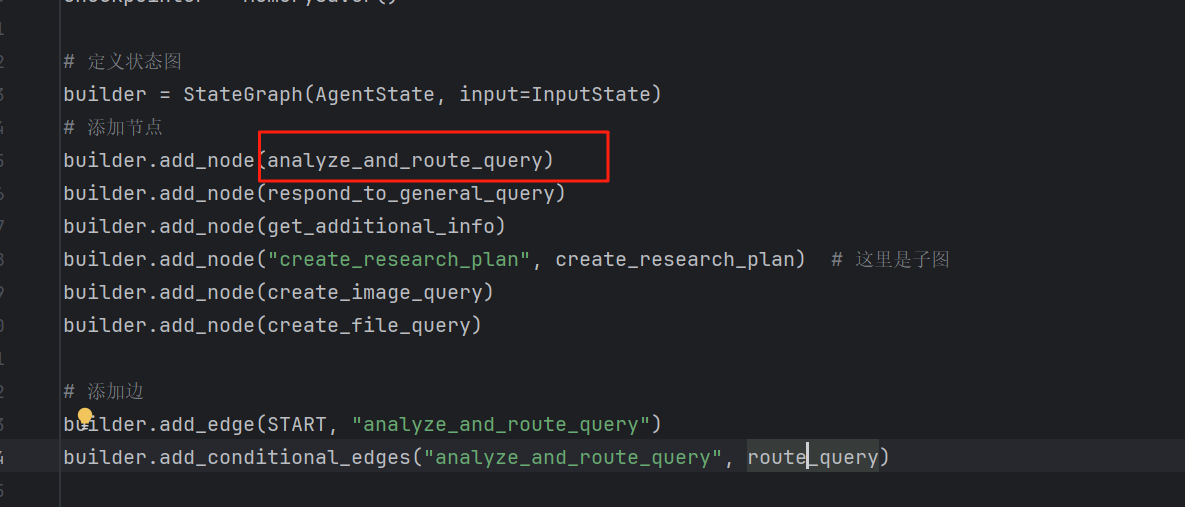 checkpointer = MemorySaver()
# 定义状态图
builder = StateGraph(AgentState, input=InputState)
# 添加节点
builder.add_node(analyze_and_route_query)
builder.add_node(respond_to_general_query)
builder.add_node(get_additional_info)
builder.add_node("create_research_plan", create_research_plan)  # 这里是子图
builder.add_node(create_image_query)
builder.add_node(create_file_query)
# 添加边
builder.add_edge(START, "analyze_and_route_query")
builder.add_conditional_edges("analyze_and_route_query", route_query)